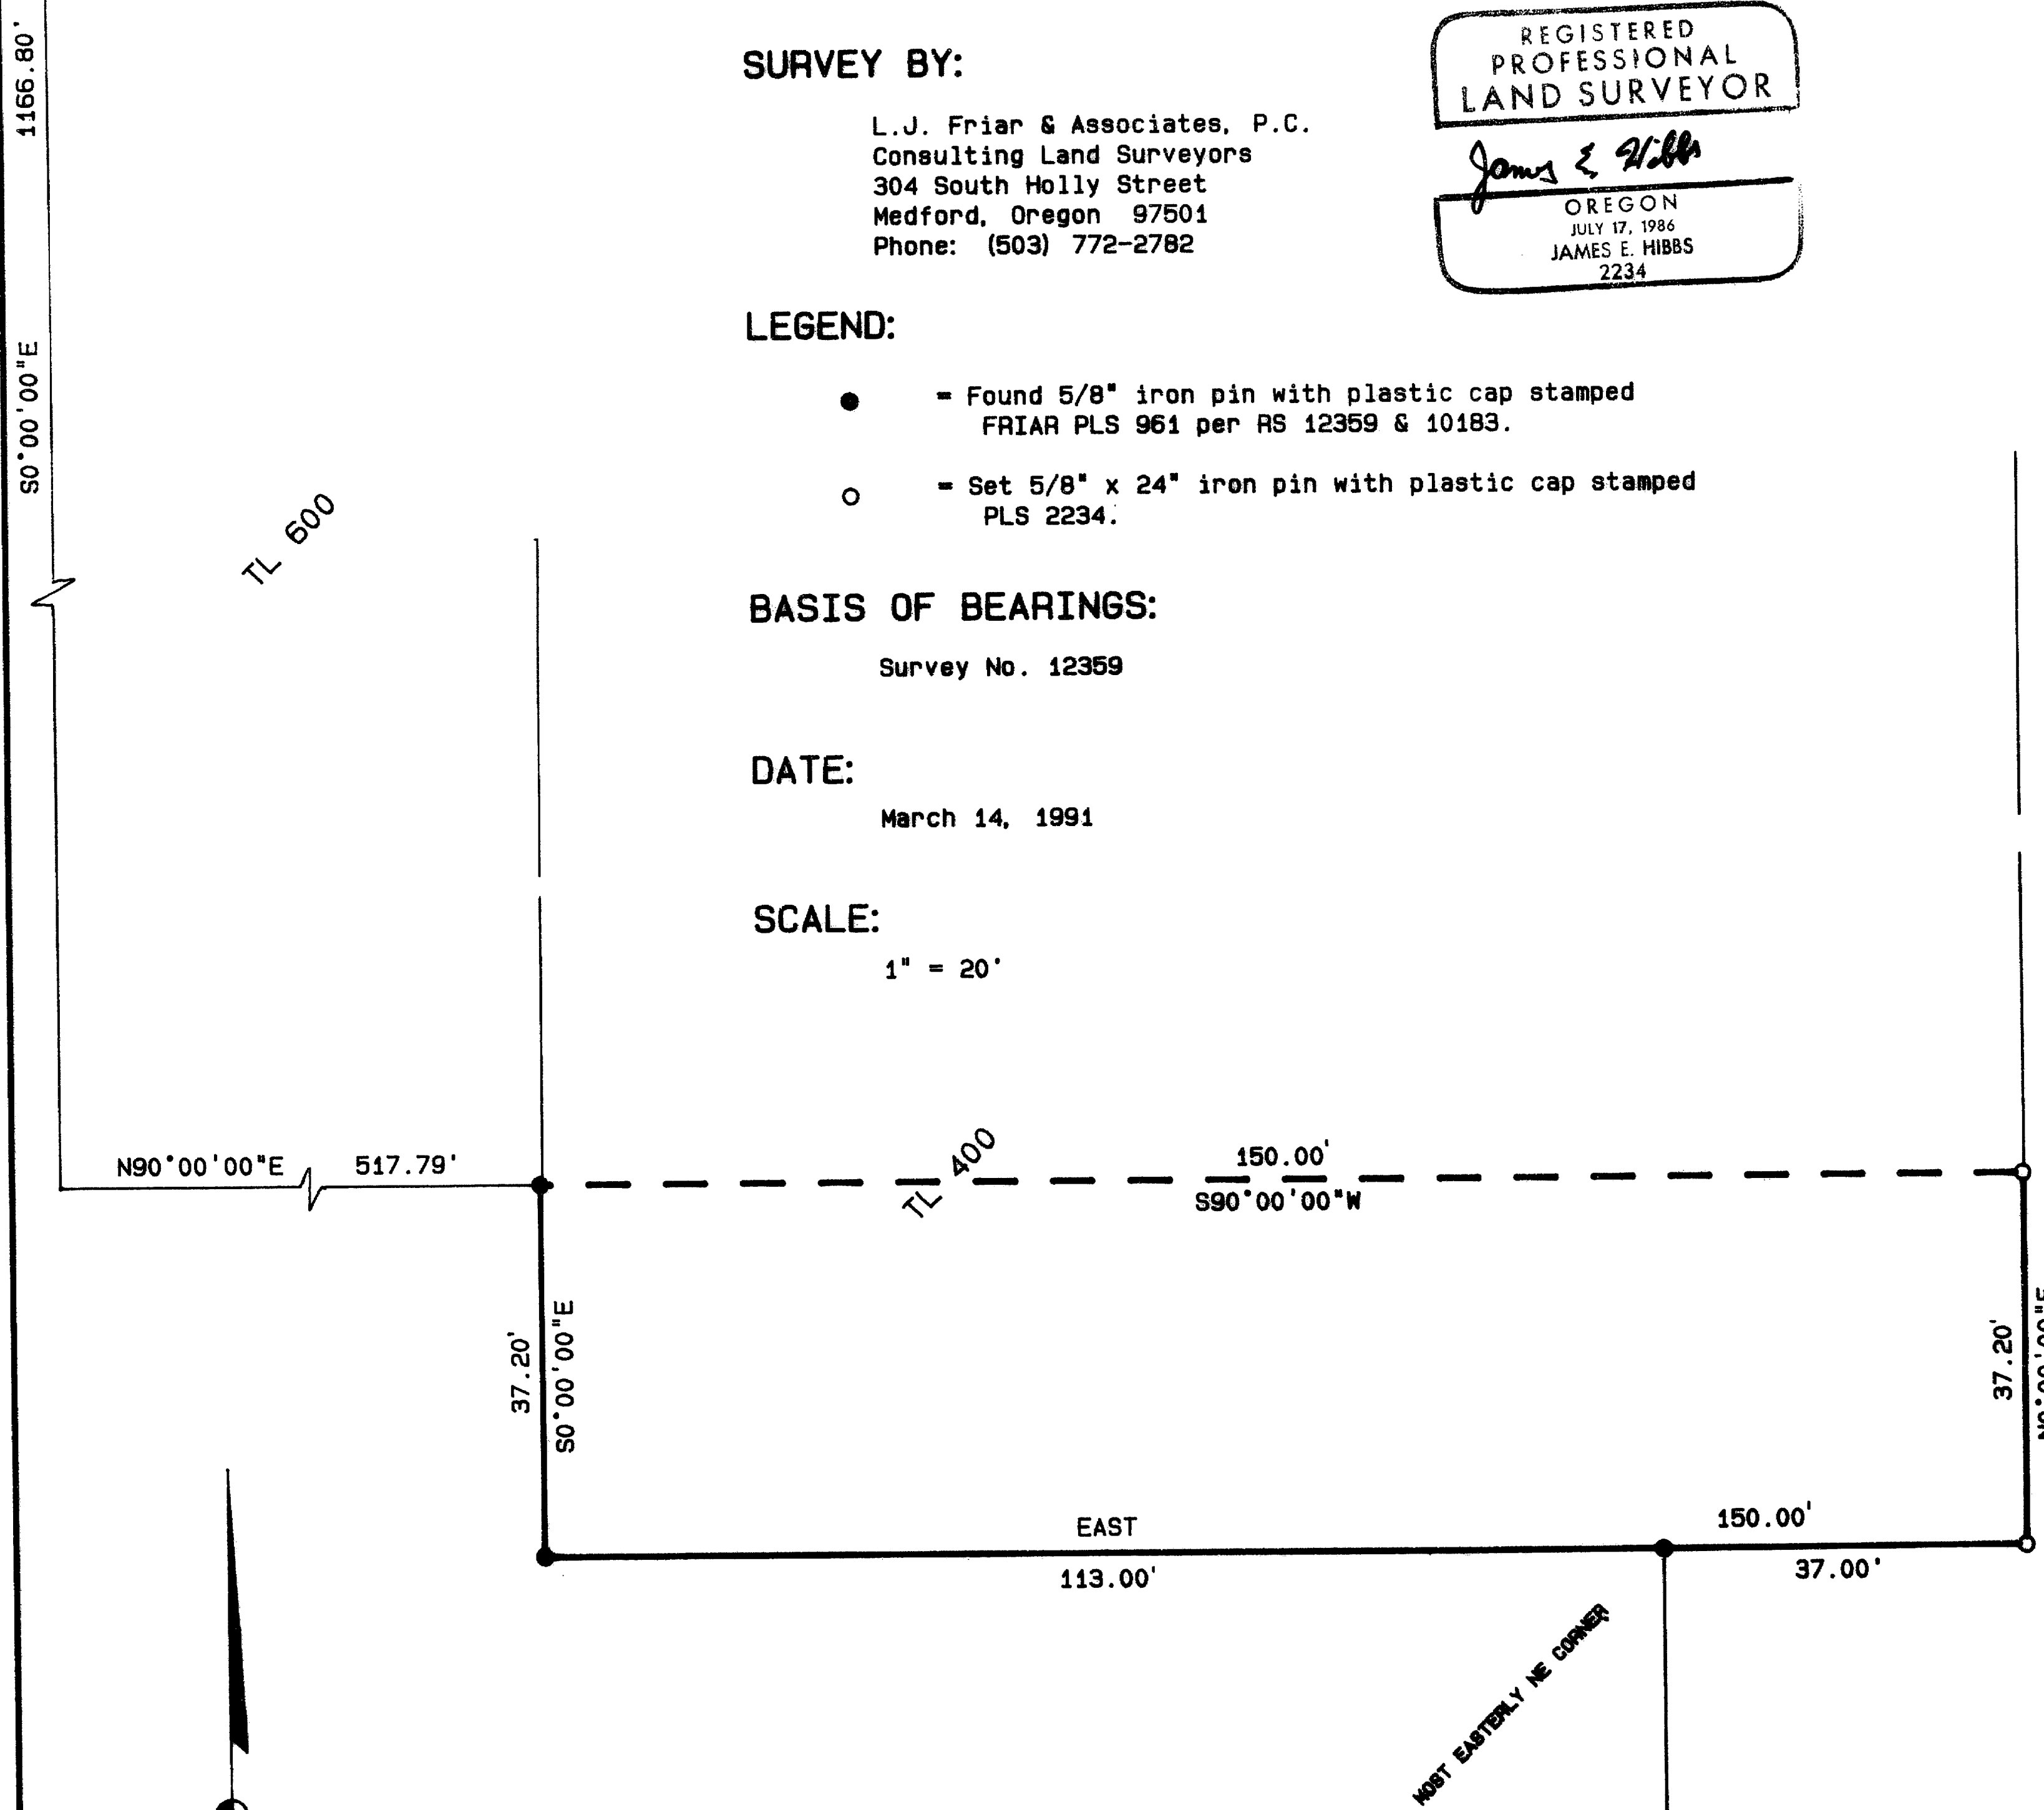 1166.80'
S0°00'00"E
TL 600
SURVEY BY:
L.J. Friar & Associates, P.C.
Consulting Land Surveyors
304 South Holly Street
Medford, Oregon 97501
Phone: (503) 772-2782
REGISTERED
PROFESSIONAL
LAND SURVEYOR
James E Hibbs
OREGON
JULY 17, 1986
JAMES E. HIBBS
2234
LEGEND:
= Found 5/8" iron pin with plastic cap stamped
FRIAR PLS 961 per RS 12359 & 10183.
= Set 5/8" x 24" iron pin with plastic cap stamped
PLS 2234.
BASIS OF BEARINGS:
Survey No. 12359
DATE:
March 14, 1991
SCALE:
1" = 20'
N90°00'00"E 517.79'
TL 400
150.00'
S90°00'00"W
37.20'
S0°00'00"E
37.20'
N0°00'00"E
EAST
150.00'
113.00'
37.00'
MOST EASTERLY NE CORNER